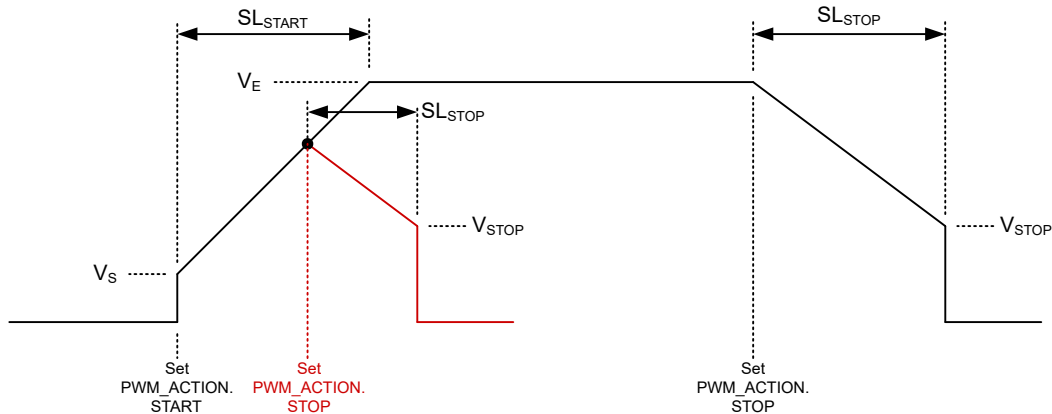 SLSTART
SLSTOP
VE
SLSTOP
VSTOP
VSTOP
VS
Set
PWM_ACTION.
START
Set
PWM_ACTION.
STOP
Set
PWM_ACTION.
STOP